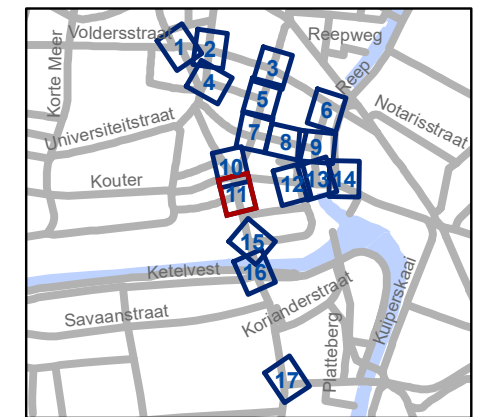 Voldersstraat
Reepweg
Korte Meer
1
2
3
4
Reep
5
6
Notarisstraat
Universiteitstraat
7
8
9
10
Kouter
11
12
13
14
15
Ketelvest
16
Savaanstraat
Korianderstraat
Platteberg
Kuiperskaai
17